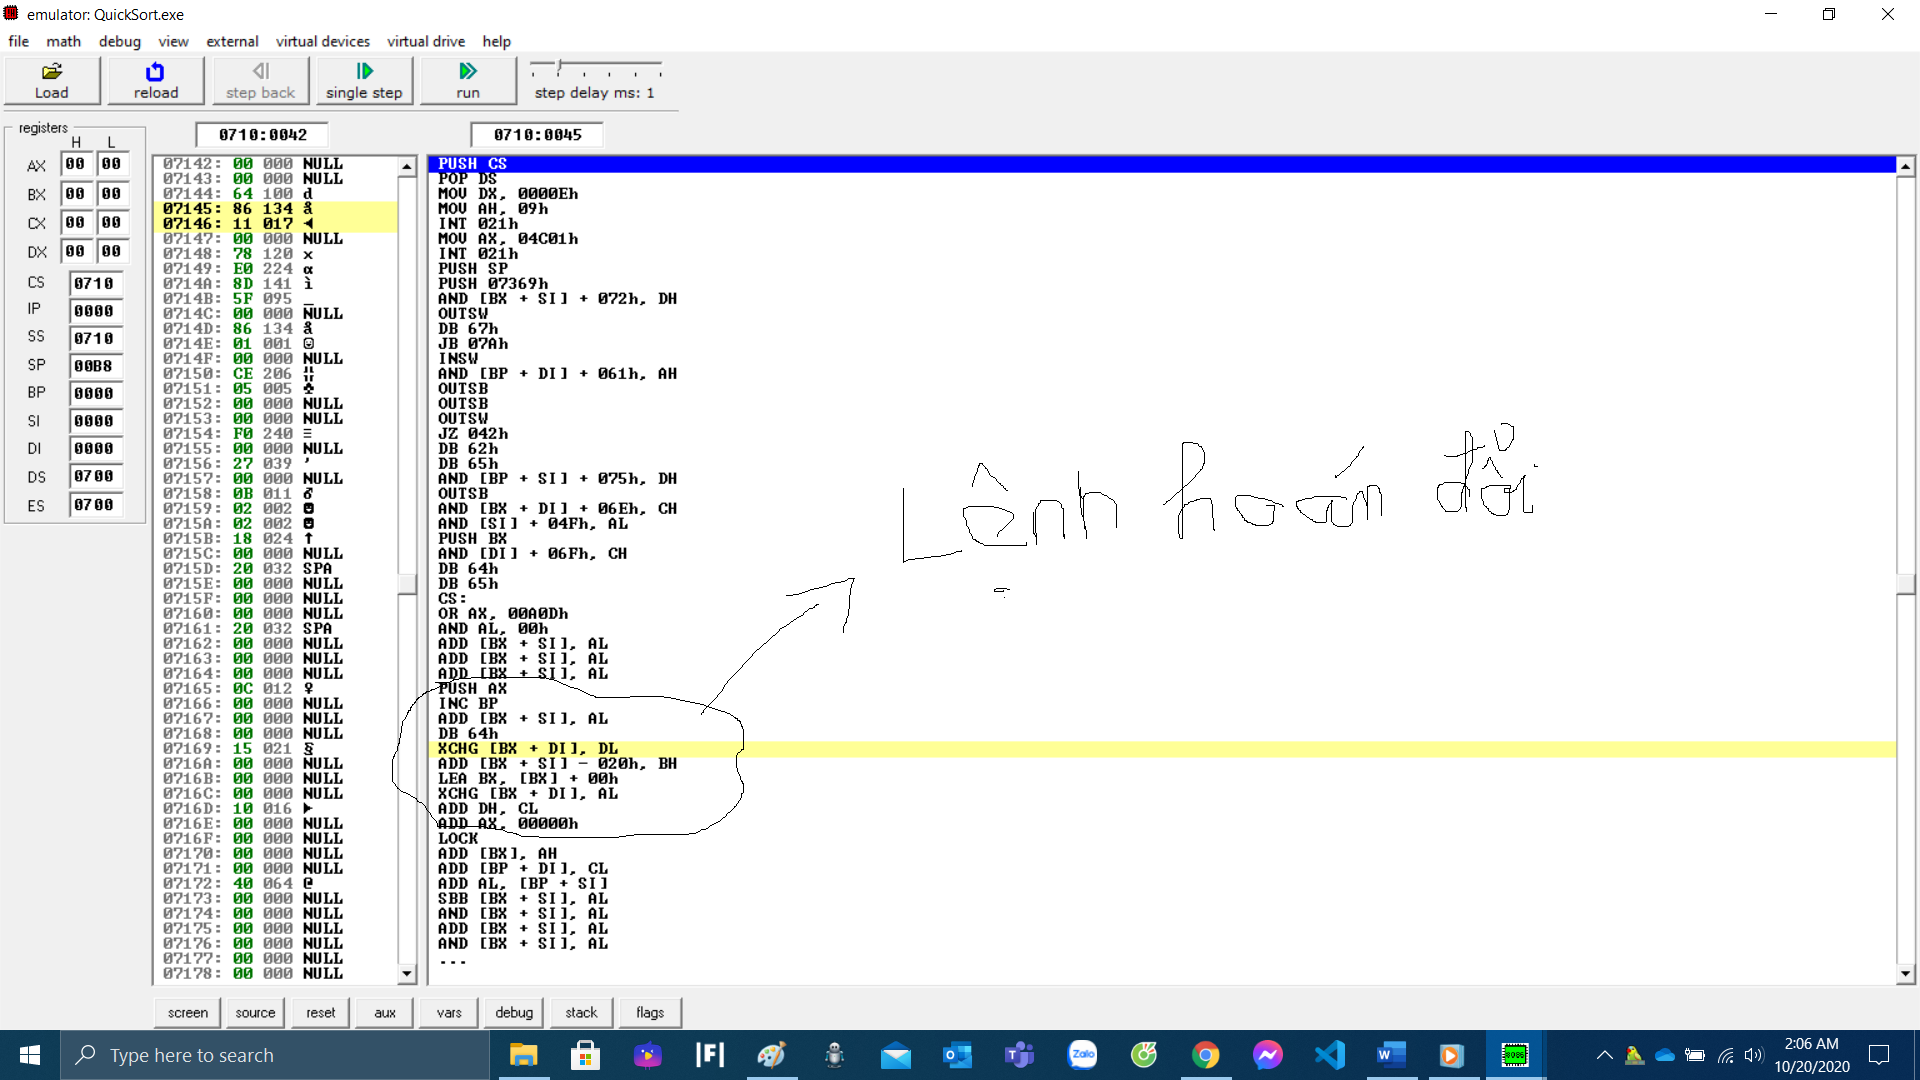 emulator: QuickSort.exe
file math debug view external virtual devices virtual drive help
Load reload step back single step run step delay ms: 1
registers
H L
0710:0042 0710:0045
AX 00 00
BX 00 00
CX 00 00
DX 00 00
CS 0710
IP 0000
SS 0710
SP 00B8
BP 0000
SI 0000
DI 0000
DS 0700
ES 0700
07142: 00 000 NULL
07143: 00 000 NULL
07144: 64 100 d
07145: 86 134 å
07146: 11 017 ◄
07147: 00 000 NULL
07148: 78 120 x
07149: E0 224 α
0714A: 8D 141 ì
0714B: 5F 095 _
0714C: 00 000 NULL
0714D: 86 134 å
0714E: 01 001 ☺
0714F: 00 000 NULL
07150: CE 206 ╬
07151: 05 005 ♣
07152: 00 000 NULL
07153: 00 000 NULL
07154: F0 240 ≡
07155: 00 000 NULL
07156: 27 039 '
07157: 00 000 NULL
07158: 0B 011 ♂
07159: 02 002 ☻
0715A: 02 002 ☻
0715B: 18 024 ↑
0715C: 00 000 NULL
0715D: 20 032 SPA
0715E: 00 000 NULL
0715F: 00 000 NULL
07160: 00 000 NULL
07161: 20 032 SPA
07162: 00 000 NULL
07163: 00 000 NULL
07164: 00 000 NULL
07165: 0C 012 ♀
07166: 00 000 NULL
07167: 00 000 NULL
07168: 00 000 NULL
07169: 15 021 §
0716A: 00 000 NULL
0716B: 00 000 NULL
0716C: 00 000 NULL
0716D: 10 016 ►
0716E: 00 000 NULL
0716F: 00 000 NULL
07170: 00 000 NULL
07171: 00 000 NULL
07172: 40 064 @
07173: 00 000 NULL
07174: 00 000 NULL
07175: 00 000 NULL
07176: 00 000 NULL
07177: 00 000 NULL
07178: 00 000 NULL
PUSH CS
POP DS
MOV DX, 0000Eh
MOV AH, 09h
INT 021h
MOV AX, 04C01h
INT 021h
PUSH SP
PUSH 07369h
AND [BX + SI] + 072h, DH
OUTSW
DB 67h
JB 07Ah
INSW
AND [BP + DI] + 061h, AH
OUTSB
OUTSB
OUTSW
JZ 042h
DB 62h
DB 65h
AND [BP + SI] + 075h, DH
OUTSB
AND [BX + DI] + 06Eh, CH
AND [SI] + 04Fh, AL
PUSH BX
AND [DI] + 06Fh, CH
DB 64h
DB 65h
CS:
OR AX, 00A0Dh
AND AL, 00h
ADD [BX + SI], AL
ADD [BX + SI], AL
ADD [BX + SI], AL
PUSH AX
INC BP
ADD [BX + SI], AL
DB 64h
XCHG [BX + DI], DL
ADD [BX + SI] - 020h, BH
LEA BX, [BX] + 00h
XCHG [BX + DI], AL
ADD DH, CL
ADD AX, 00000h
LOCK
ADD [BX], AH
ADD [BP + DI], CL
ADD AL, [BP + SI]
SBB [BX + SI], AL
AND [BX + SI], AL
ADD [BX + SI], AL
AND [BX + SI], AL
...
Lệnh hoán đổi
screen source reset aux vars debug stack flags
Type here to search
2:06 AM
10/20/2020